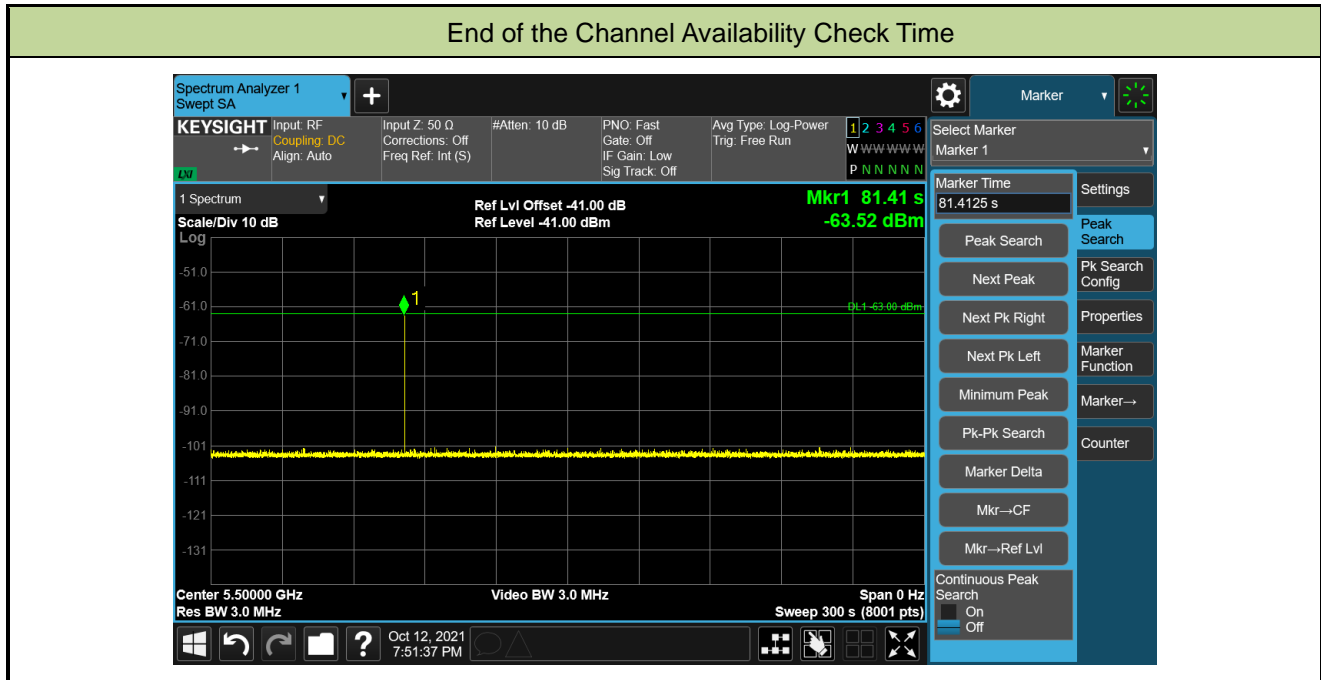 End of the Channel Availability Check Time
Spectrum Analyzer 1
Swept SA
Marker
KEYSIGHT
LXI
Input: RF
Coupling: DC
Align: Auto
Input Z: 50 Ω
Corrections: Off
Freq Ref: Int (S)
#Atten: 10 dB
PNO: Fast
Gate: Off
IF Gain: Low
Sig Track: Off
Avg Type: Log-Power
Trig: Free Run
1 2 3 4 5 6
W W W W W W
P N N N N N
Select Marker
Marker 1
1 Spectrum
Scale/Div 10 dB
Log
Ref Lvl Offset -41.00 dB
Ref Level -41.00 dBm
Mkr1 81.41 s
-63.52 dBm
-51.0
-61.0
-71.0
-81.0
-91.0
-101
-111
-121
-131
1
DL1 -63.00 dBm
Center 5.50000 GHz
Res BW 3.0 MHz
Video BW 3.0 MHz
Span 0 Hz
Sweep 300 s (8001 pts)
Marker Time
81.4125 s
Peak Search
Next Peak
Next Pk Right
Next Pk Left
Minimum Peak
Pk-Pk Search
Marker Delta
Mkr→CF
Mkr→Ref Lvl
Continuous Peak
Search
On
Off
Settings
Peak
Search
Pk Search
Config
Properties
Marker
Function
Marker→
Counter
?
Oct 12, 2021
7:51:37 PM